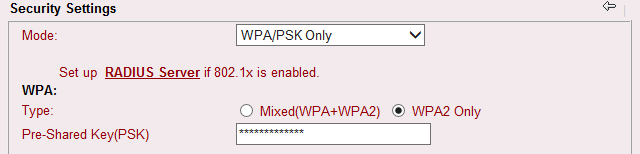 Security Settings
Mode: WPA/PSK Only
Set up RADIUS Server if 802.1x is enabled.
WPA:
Type: Mixed(WPA+WPA2) WPA2 Only
Pre-Shared Key(PSK) *************